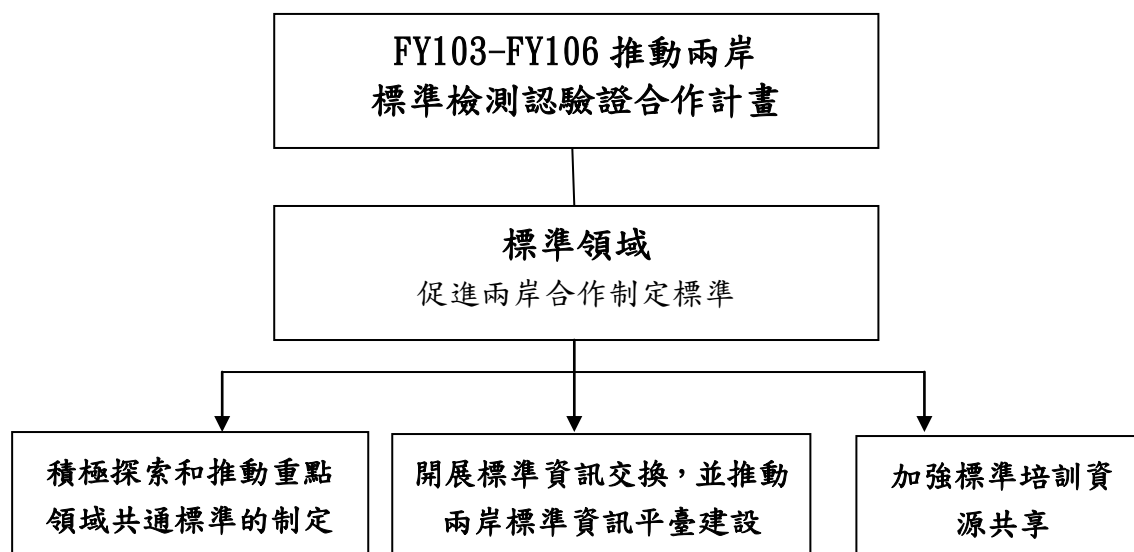 FY103-FY106 推動兩岸
標準檢測認驗證合作計畫
標準領域
促進兩岸合作制定標準
積極探索和推動重點
領域共通標準的制定
開展標準資訊交換，並推動
兩岸標準資訊平臺建設
加強標準培訓資
源共享